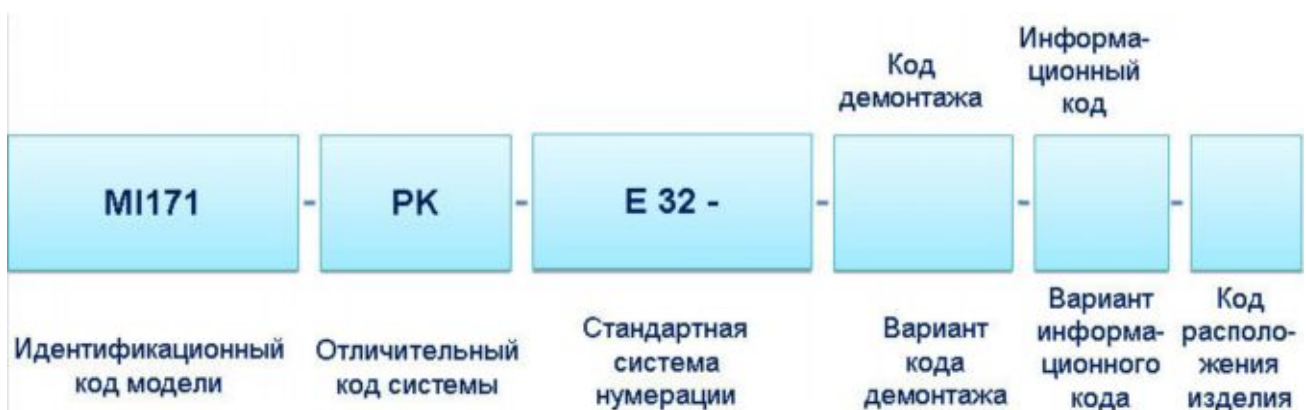 Код
демонтажа
Информа-
ционный
код
MI171
-
PK
-
E 32 -
-
-
-
Идентификационный
код модели
Отличительный
код системы
Стандартная
система
нумерации
Вариант
кода
демонтажа
Вариант
информа-
ционного
кода
Код
располо-
жения
изделия